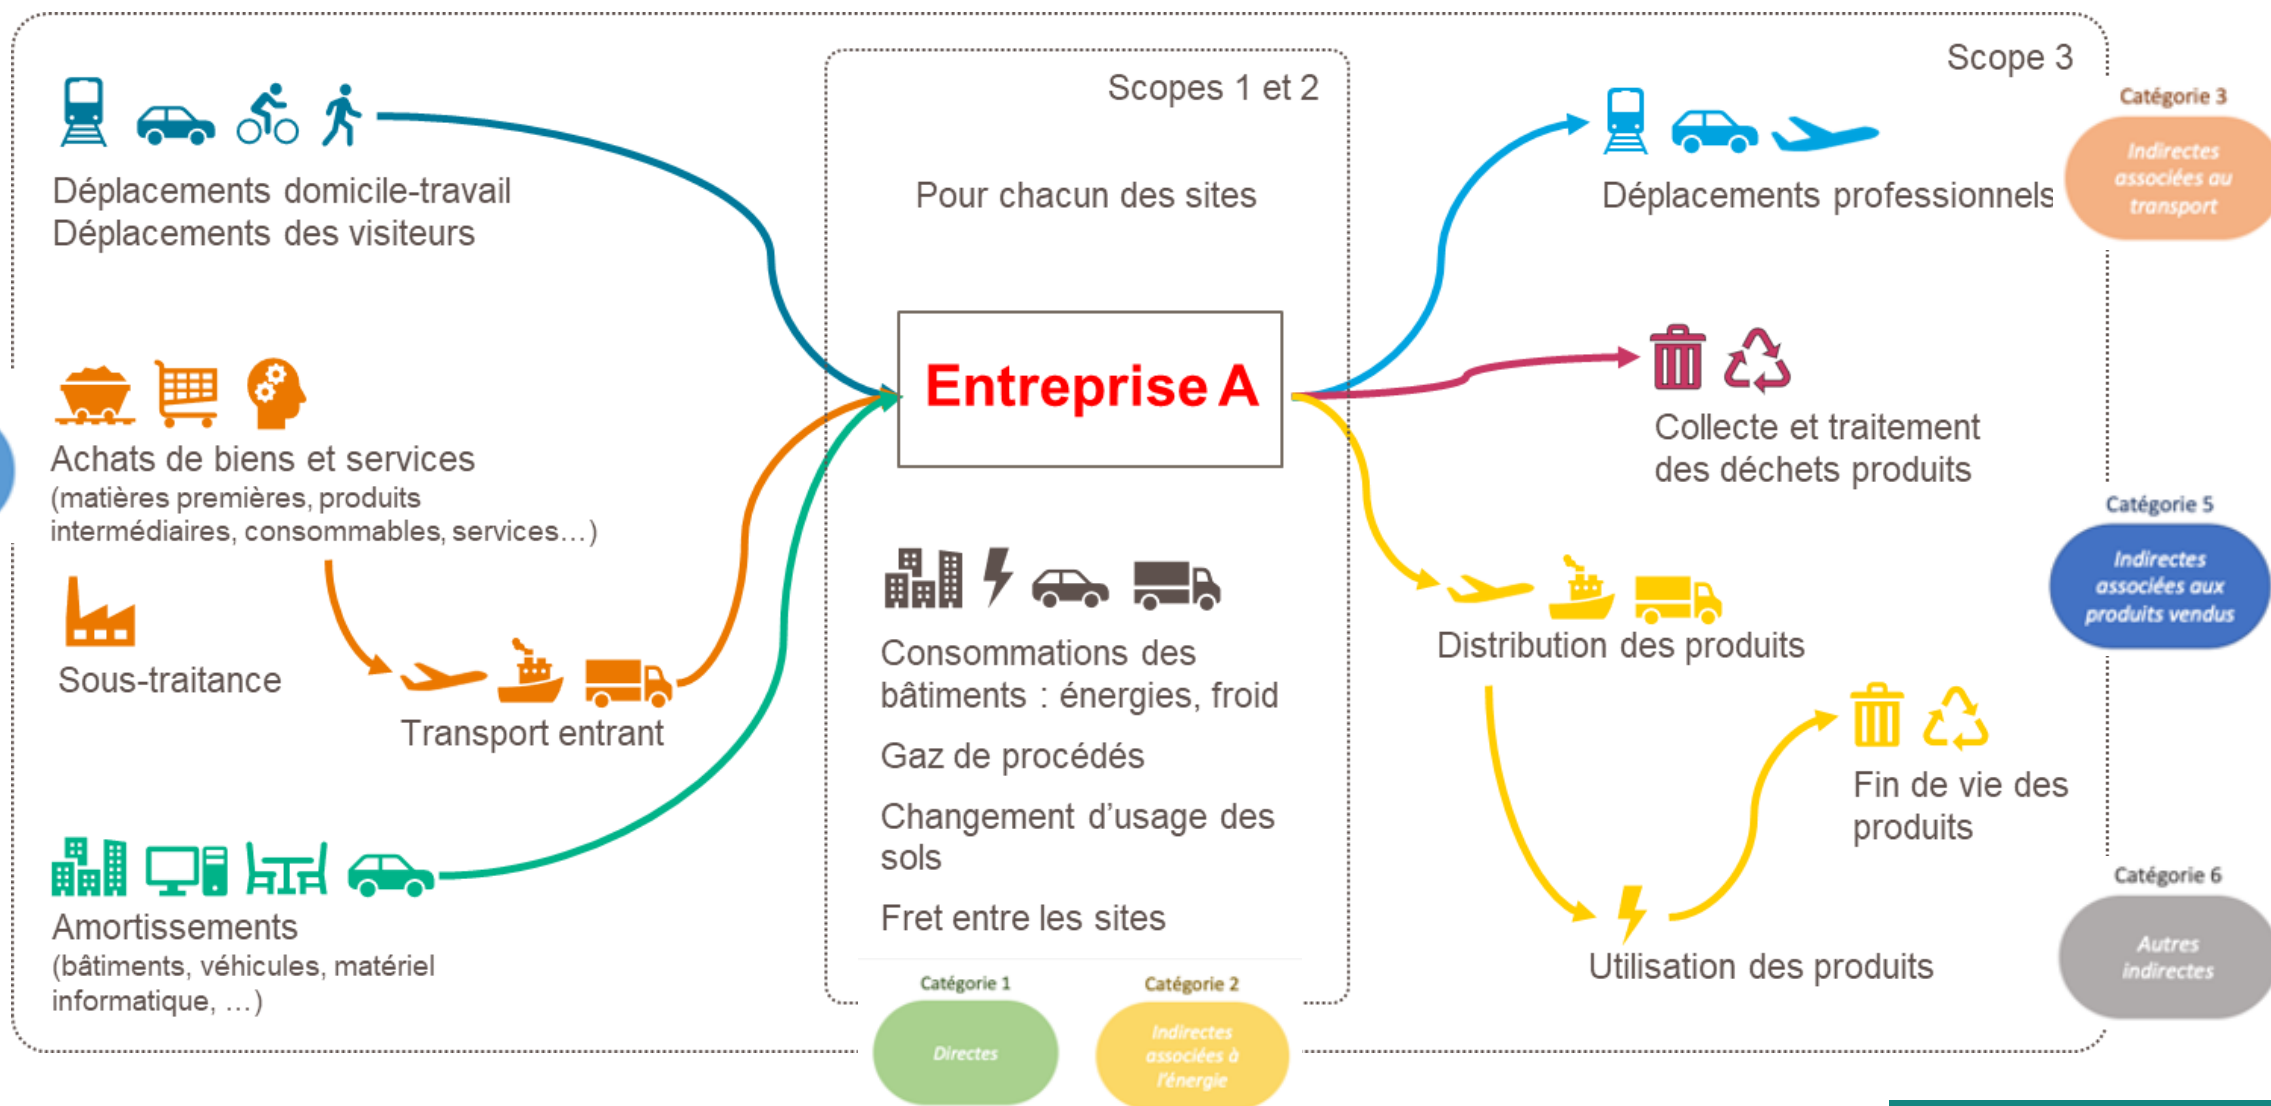 Scope 3
Scopes 1 et 2
Déplacements domicile-travail
Déplacements des visiteurs
Pour chacun des sites
Déplacements professionnels
Catégorie 3
Indirectes
associées au
transport
Entreprise A
Achats de biens et services
(matières premières, produits
intermédiaires, consommables, services…)
Sous-traitance
Transport entrant
Amortissements
(bâtiments, véhicules, matériel
informatique, …)
Consommations des
bâtiments : énergies, froid
Gaz de procédés
Changement d’usage des
sols
Fret entre les sites
Catégorie 1
Directes
Catégorie 2
Indirectes
associées à
l’énergie
Collecte et traitement
des déchets produits
Catégorie 5
Indirectes
associées aux
produits vendus
Distribution des produits
Fin de vie des
produits
Utilisation des produits
Catégorie 6
Autres
indirectes